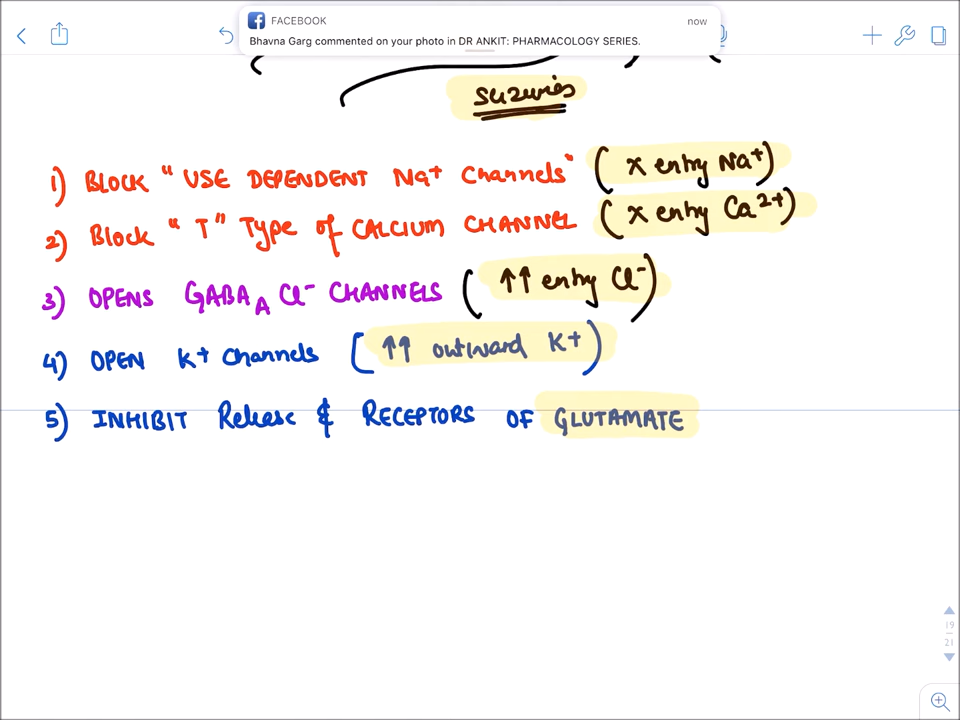 FACEBOOK
now
Bhavna Garg commented on your photo in DR ANKIT: PHARMACOLOGY SERIES.
Seizures
1) BLOCK "USE DEPENDENT Na+ Channels" (x entry Na+)
2) Block "T" Type of CALCIUM CHANNEL (x entry Ca2+)
3) OPENS GABAA Cl- CHANNELS (↑↑ entry Cl-)
4) OPEN K+ Channels (↑↑ outward K+)
5) INHIBIT Release & RECEPTORS OF GLUTAMATE
19
21